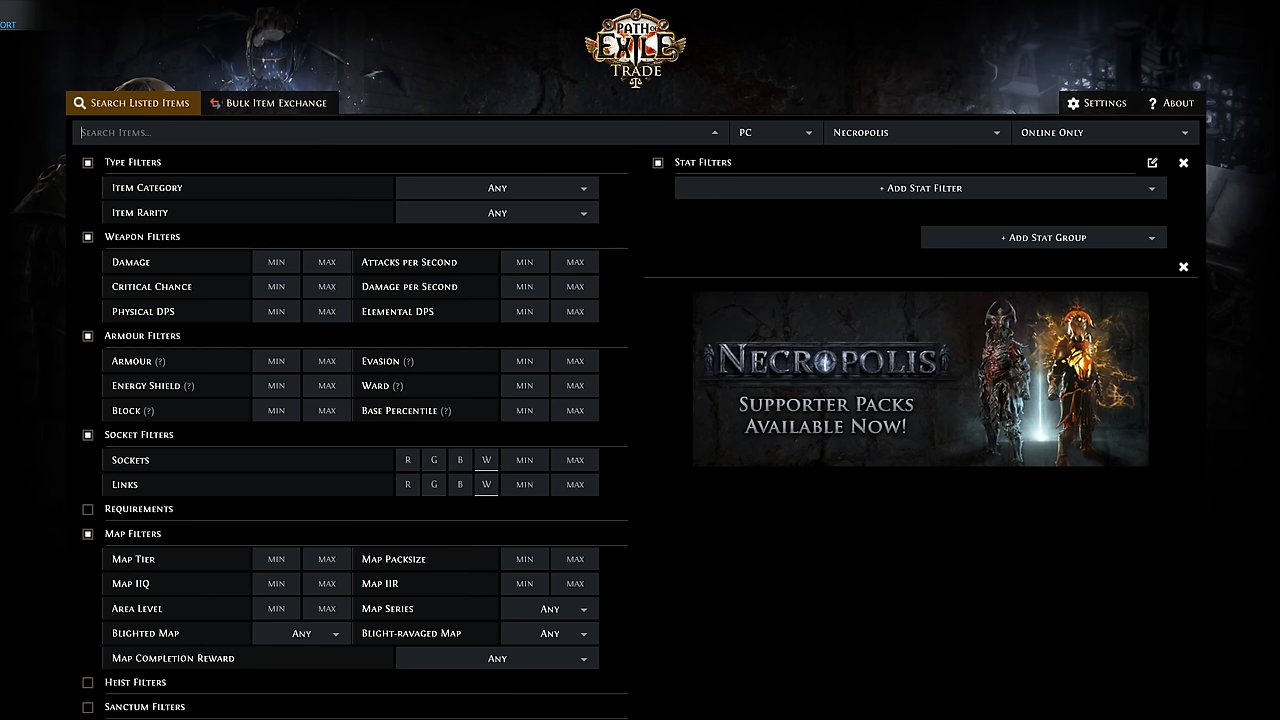 ORT
PATH OF
EXILE
TRADE
Search Listed Items
Bulk Item Exchange
Settings
? About
Search Items...
PC
Necropolis
Online Only
Type Filters
Item Category Any
Item Rarity Any
Weapon Filters
Damage MIN MAX Attacks per Second MIN MAX
Critical Chance MIN MAX Damage per Second MIN MAX
Physical DPS MIN MAX Elemental DPS MIN MAX
Armour Filters
Armour (?) MIN MAX Evasion (?) MIN MAX
Energy Shield (?) MIN MAX Ward (?) MIN MAX
Block (?) MIN MAX Base Percentile (?) MIN MAX
Socket Filters
Sockets R G B W MIN MAX
Links R G B W MIN MAX
Requirements
Map Filters
Map Tier MIN MAX Map Packsize MIN MAX
Map IIQ MIN MAX Map IIR MIN MAX
Area Level MIN MAX Map Series Any
Blighted Map Any Blight-ravaged Map Any
Map Completion Reward Any
Heist Filters
Sanctum Filters
Stat Filters
+ Add Stat Filter
+ Add Stat Group
NECROPOLIS
Supporter Packs
Available Now!